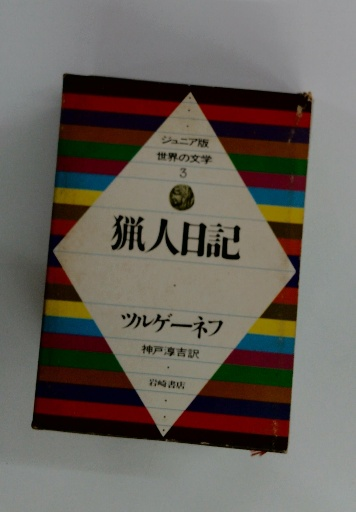 ジュニア版
世界の文学
3
猟人日記
ツルゲーネフ
神戸淳吉訳
岩崎書店